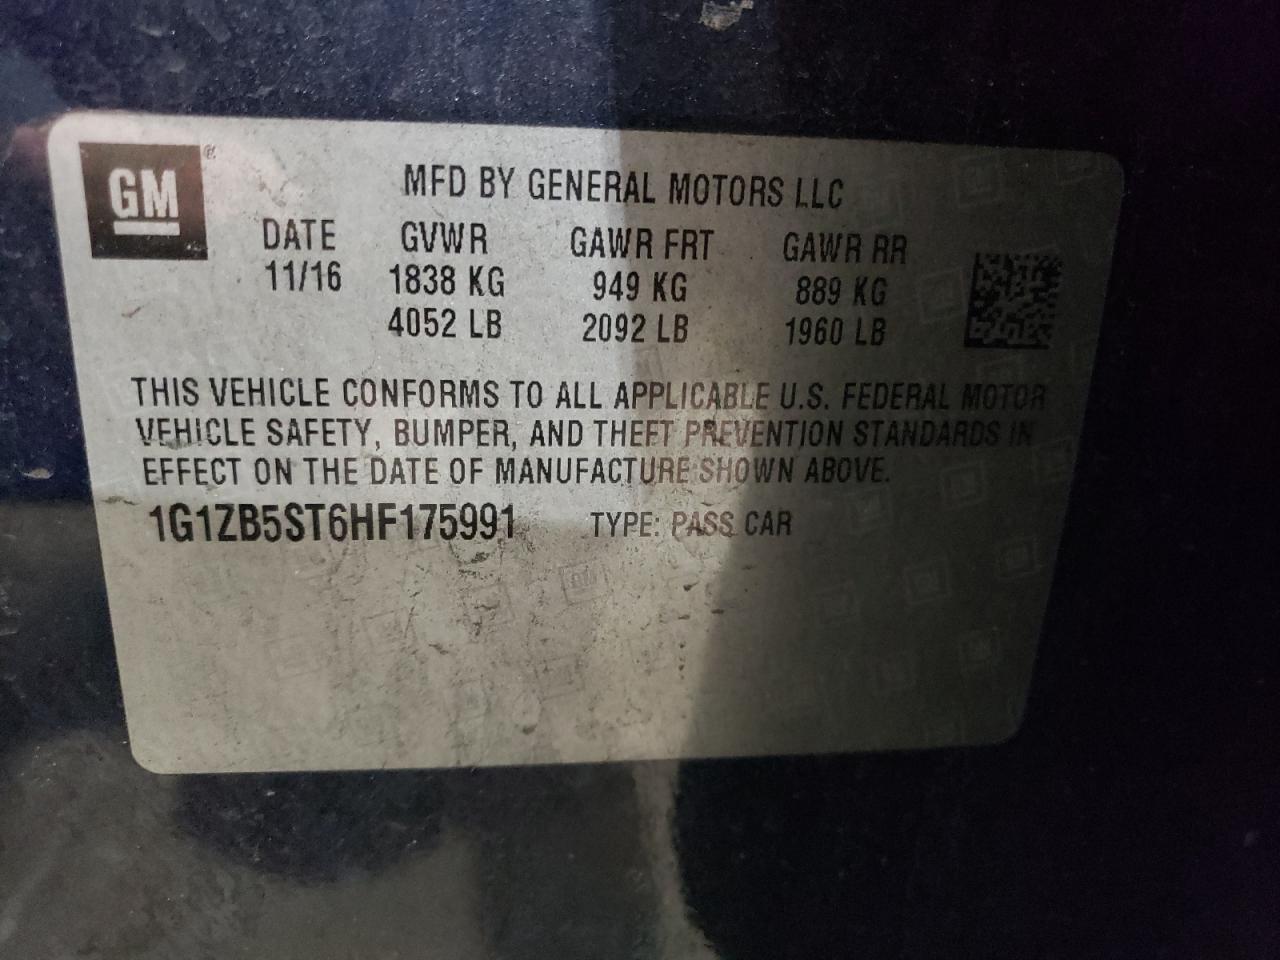 GM®
MFD BY GENERAL MOTORS LLC
DATE GVWR GAWR FRT GAWR RR
11/16 1838 KG 949 KG 889 KG
4052 LB 2092 LB 1960 LB
THIS VEHICLE CONFORMS TO ALL APPLICABLE U.S. FEDERAL MOTOR
VEHICLE SAFETY, BUMPER, AND THEFT PREVENTION STANDARDS IN
EFFECT ON THE DATE OF MANUFACTURE SHOWN ABOVE.
1G1ZB5ST6HF175991 TYPE: PASS CAR